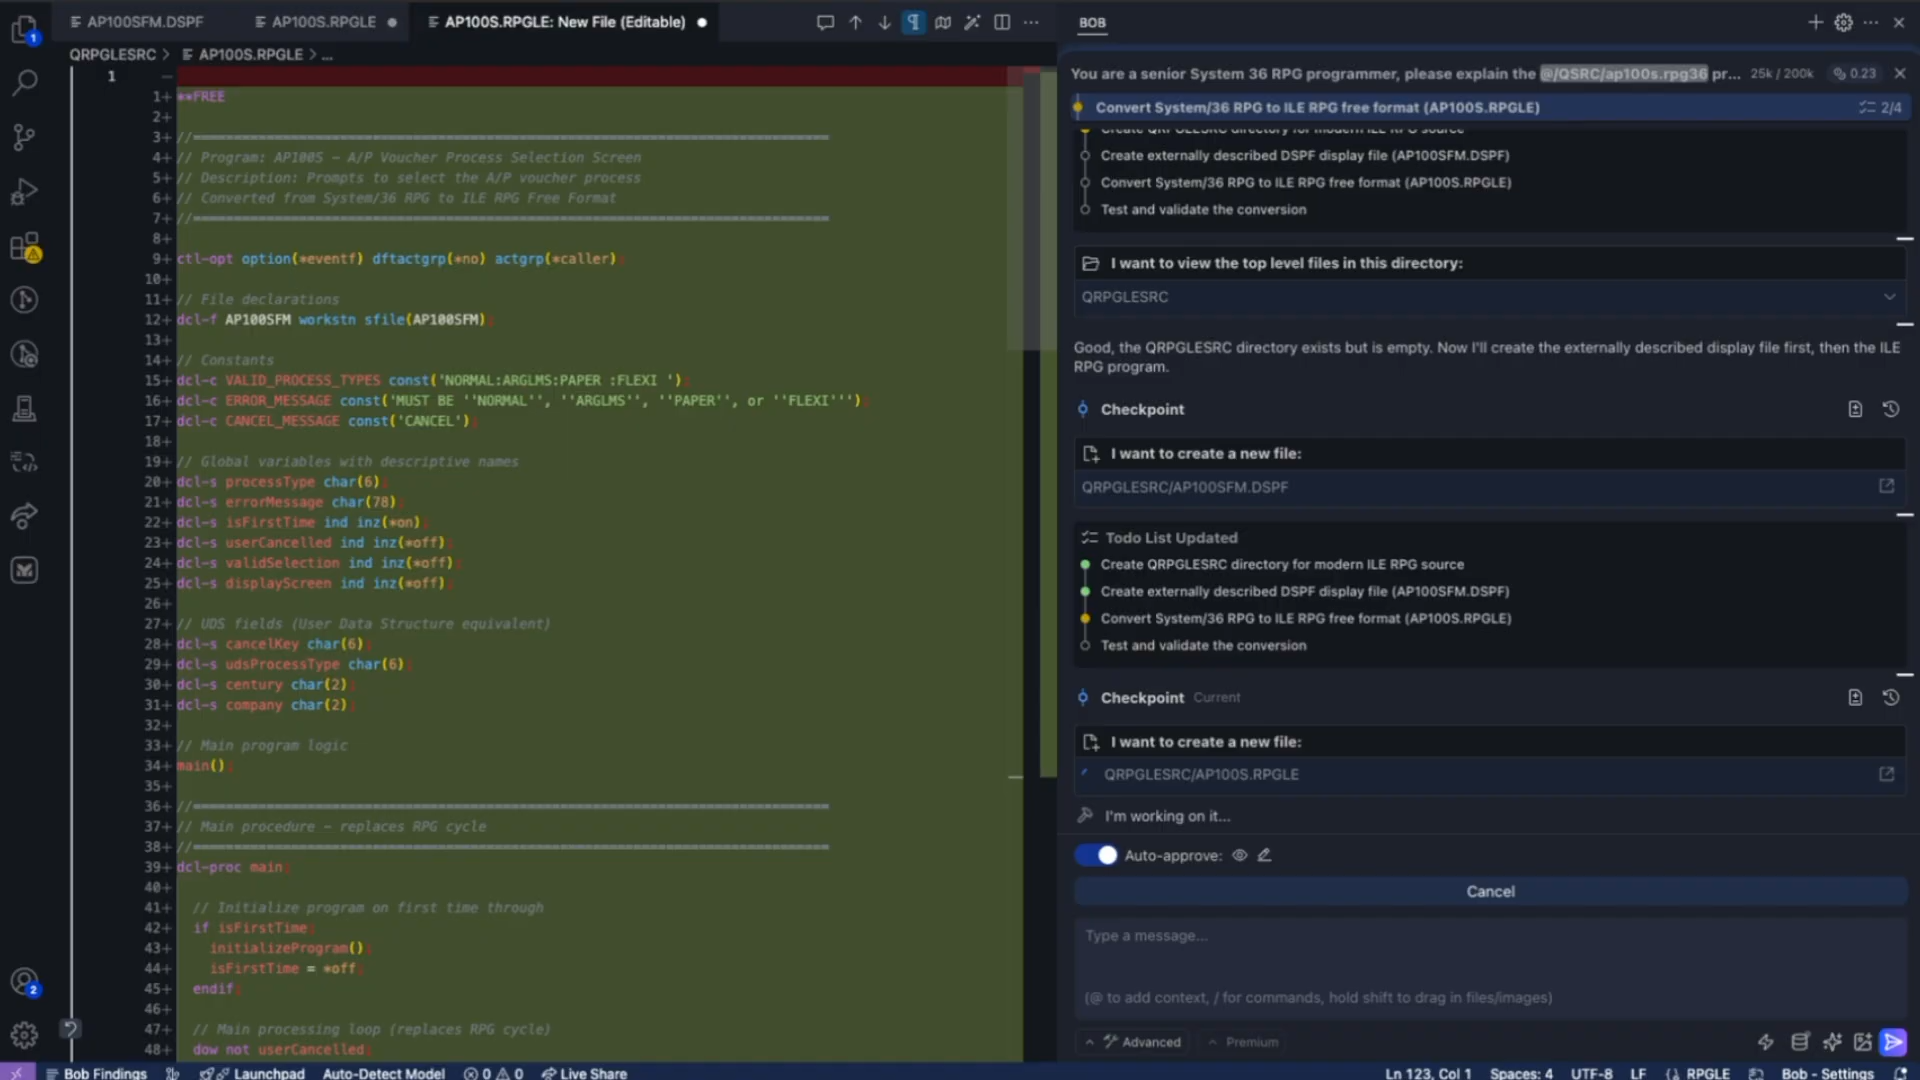 AP100SFM.DSPF
AP100S.RPGLE
AP100S.RPGLE: New File (Editable)
QRPGLESRC > AP100S.RPGLE > ...
1
1+ **FREE
2+
3+ //================================================================================
4+ // Program: AP100S - A/P Voucher Process Selection Screen
5+ // Description: Prompts to select the A/P voucher process
6+ // Converted from System/36 RPG to ILE RPG Free Format
7+ //================================================================================
8+
9+ ctl-opt option(*eventf) dftactgrp(*no) actgrp(*caller);
10+
11+ // File declarations
12+ dcl-f AP100SFM workstn sfile(AP100SFM);
13+
14+ // Constants
15+ dcl-c VALID_PROCESS_TYPES const('NORMAL:ARGLMS:PAPER :FLEXI ');
16+ dcl-c ERROR_MESSAGE const('MUST BE ''NORMAL'', ''ARGLMS'', ''PAPER'', or ''FLEXI''');
17+ dcl-c CANCEL_MESSAGE const('CANCEL');
18+
19+ // Global variables with descriptive names
20+ dcl-s processType char(6);
21+ dcl-s errorMessage char(78);
22+ dcl-s isFirstTime ind inz(*on);
23+ dcl-s userCancelled ind inz(*off);
24+ dcl-s validSelection ind inz(*off);
25+ dcl-s displayScreen ind inz(*off);
26+
27+ // UDS fields (User Data Structure equivalent)
28+ dcl-s cancelKey char(6);
29+ dcl-s udsProcessType char(6);
30+ dcl-s century char(2);
31+ dcl-s company char(2);
32+
33+ // Main program logic
34+ main();
35+
36+ //================================================================================
37+ // Main procedure - replaces RPG cycle
38+ //================================================================================
39+ dcl-proc main;
40+
41+ // Initialize program on first time through
42+ if isFirstTime;
43+ initializeProgram();
44+ isFirstTime = *off;
45+ endif;
46+
47+ // Main processing loop (replaces RPG cycle)
48+ dow not userCancelled;
BOB
You are a senior System 36 RPG programmer, please explain the @/QSRC/ap100s.rpg36 pr... 25k / 200k 0.23
Convert System/36 RPG to ILE RPG free format (AP100S.RPGLE) 2/4
Create QRPGLESRC directory for modern ILE RPG source
Create externally described DSPF display file (AP100SFM.DSPF)
Convert System/36 RPG to ILE RPG free format (AP100S.RPGLE)
Test and validate the conversion
I want to view the top level files in this directory:
QRPGLESRC
Good, the QRPGLESRC directory exists but is empty. Now I'll create the externally described display file first, then the ILE
RPG program.
Checkpoint
I want to create a new file:
QRPGLESRC/AP100SFM.DSPF
Todo List Updated
Create QRPGLESRC directory for modern ILE RPG source
Create externally described DSPF display file (AP100SFM.DSPF)
Convert System/36 RPG to ILE RPG free format (AP100S.RPGLE)
Test and validate the conversion
Checkpoint Current
I want to create a new file:
QRPGLESRC/AP100S.RPGLE
I'm working on it...
Auto-approve:
Cancel
Type a message...
(@ to add context, / for commands, hold shift to drag in files/images)
Advanced Premium
1
2
Bob Findings Launchpad Auto-Detect Model 0 0 Live Share Ln 123, Col 1 Spaces: 4 UTF-8 LF RPGLE Bob - Settings